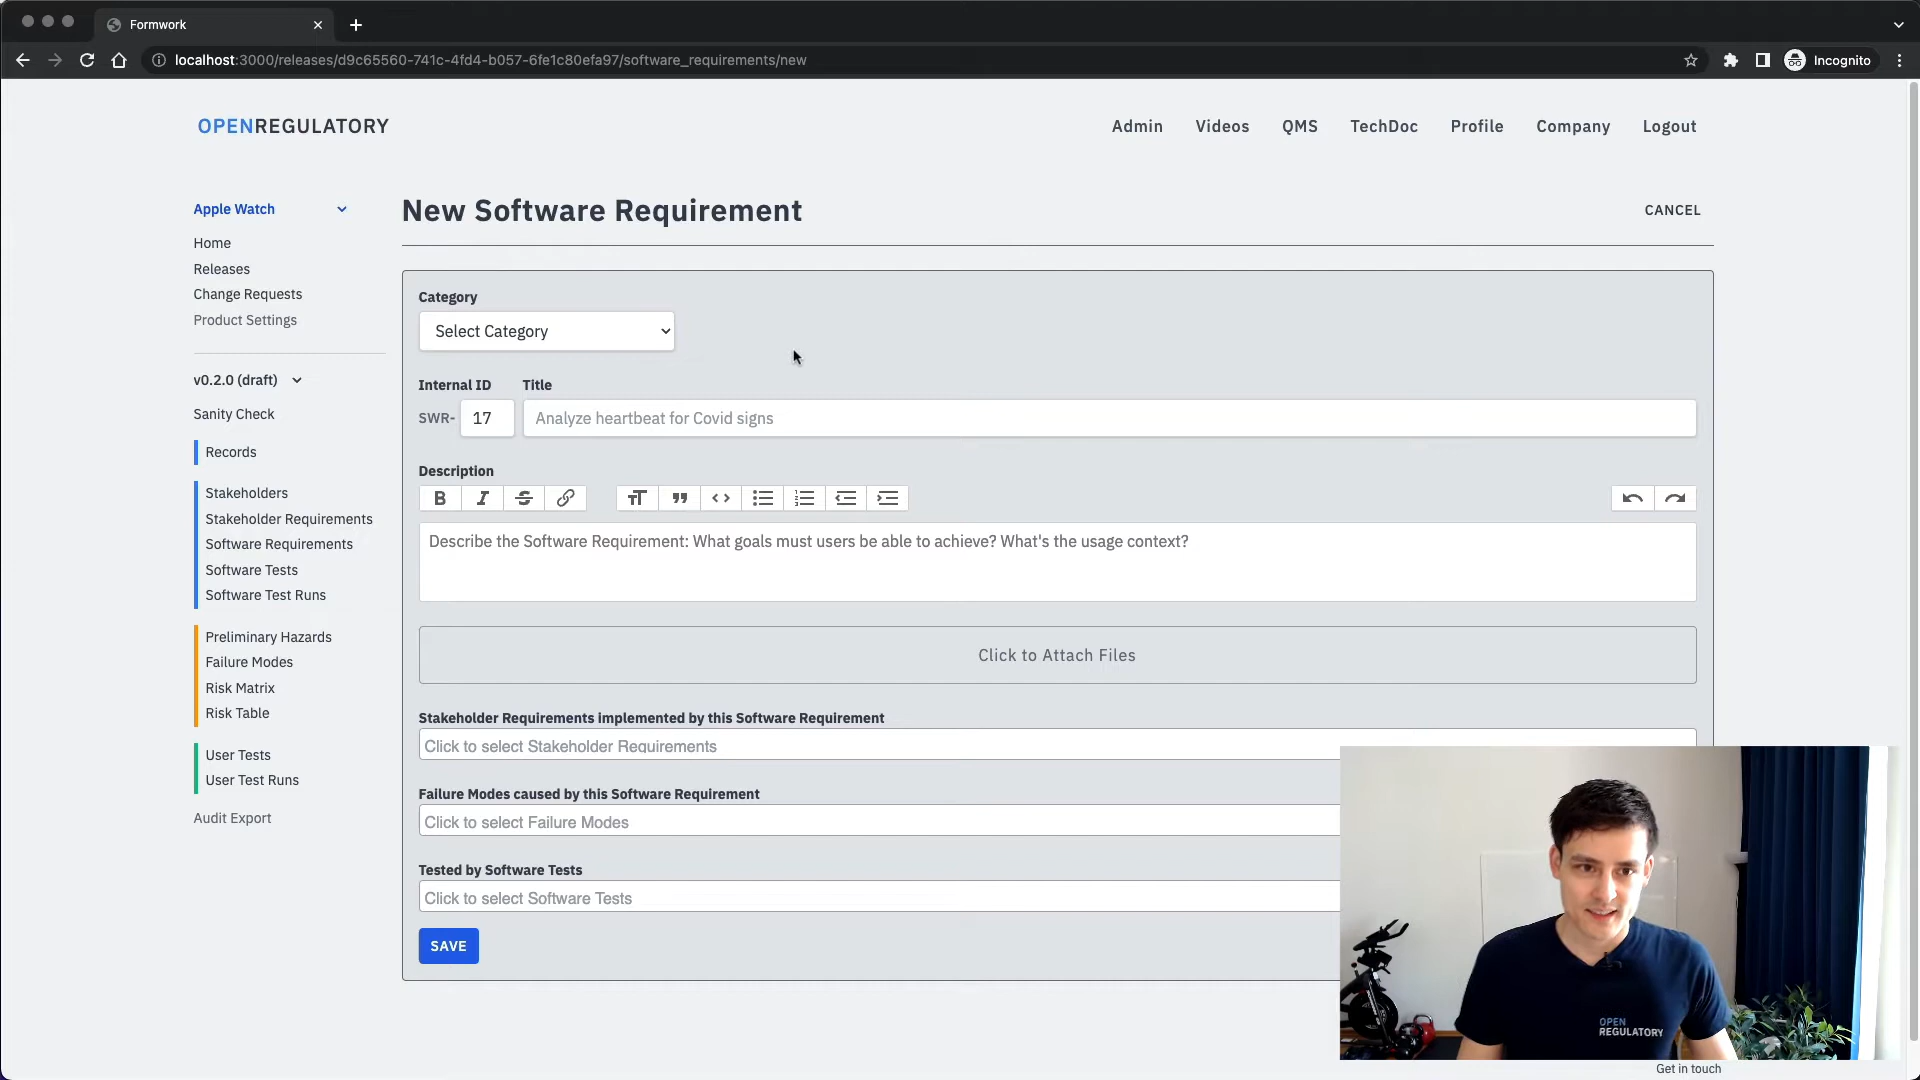 Formwork
localhost:3000/releases/d9c65560-741c-4fd4-b057-6fe1c80efa97/software_requirements/new
Incognito
OPENREGULATORY
Admin Videos QMS TechDoc Profile Company Logout
Apple Watch
Home
Releases
Change Requests
Product Settings
v0.2.0 (draft)
Sanity Check
Records
Stakeholders
Stakeholder Requirements
Software Requirements
Software Tests
Software Test Runs
Preliminary Hazards
Failure Modes
Risk Matrix
Risk Table
User Tests
User Test Runs
Audit Export
New Software Requirement
CANCEL
Category
Select Category
Internal ID Title
SWR- 17 Analyze heartbeat for Covid signs
Description
Describe the Software Requirement: What goals must users be able to achieve? What's the usage context?
Click to Attach Files
Stakeholder Requirements implemented by this Software Requirement
Click to select Stakeholder Requirements
Failure Modes caused by this Software Requirement
Click to select Failure Modes
Tested by Software Tests
Click to select Software Tests
SAVE
OPEN
REGULATORY
Get in touch